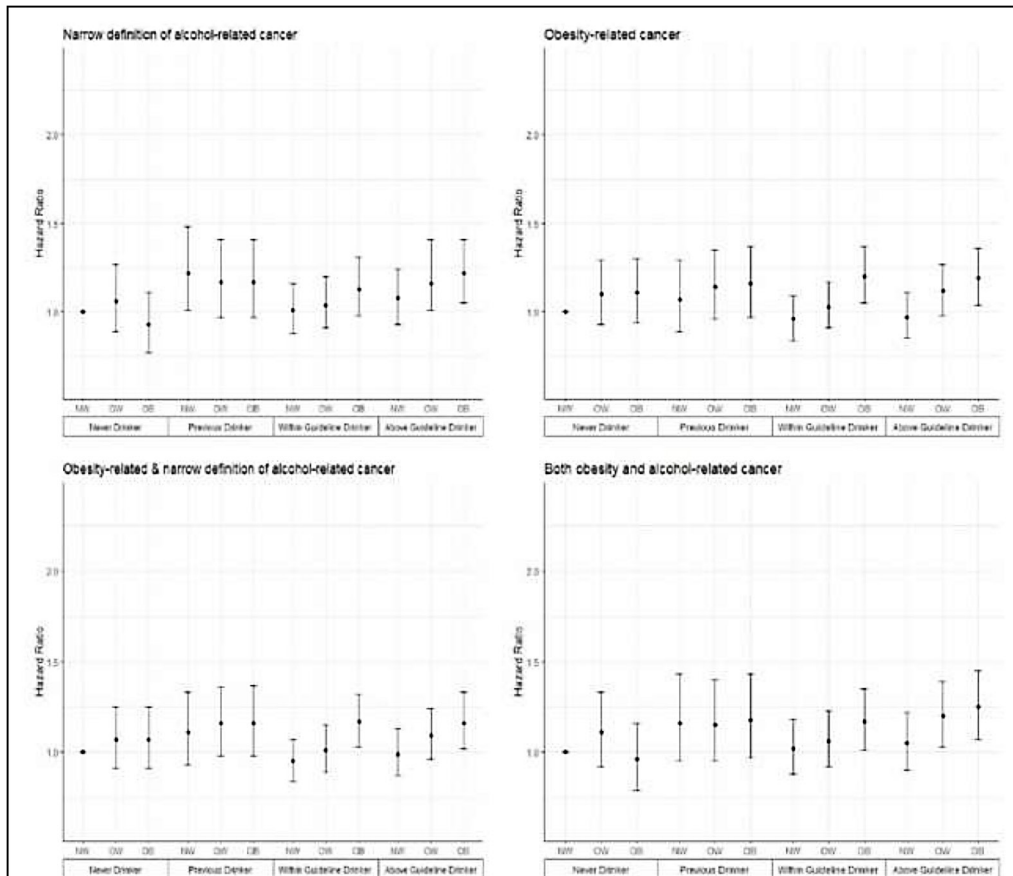 Narrow definition of alcohol-related cancer
Hazard Ratio
2.0
1.5
1.0
NW OW OB NW OW OB NW OW OB NW OW OB
Never Drinker Previous Drinker Within Guideline Drinker Above Guideline Drinker
Obesity-related cancer
Hazard Ratio
2.0
1.5
1.0
NW OW OB NW OW OB NW OW OB NW OW OB
Never Drinker Previous Drinker Within Guideline Drinker Above Guideline Drinker
Obesity-related & narrow definition of alcohol-related cancer
Hazard Ratio
2.0
1.5
1.0
NW OW OB NW OW OB NW OW OB NW OW OB
Never Drinker Previous Drinker Within Guideline Drinker Above Guideline Drinker
Both obesity and alcohol-related cancer
Hazard Ratio
2.0
1.5
1.0
NW OW OB NW OW OB NW OW OB NW OW OB
Never Drinker Previous Drinker Within Guideline Drinker Above Guideline Drinker